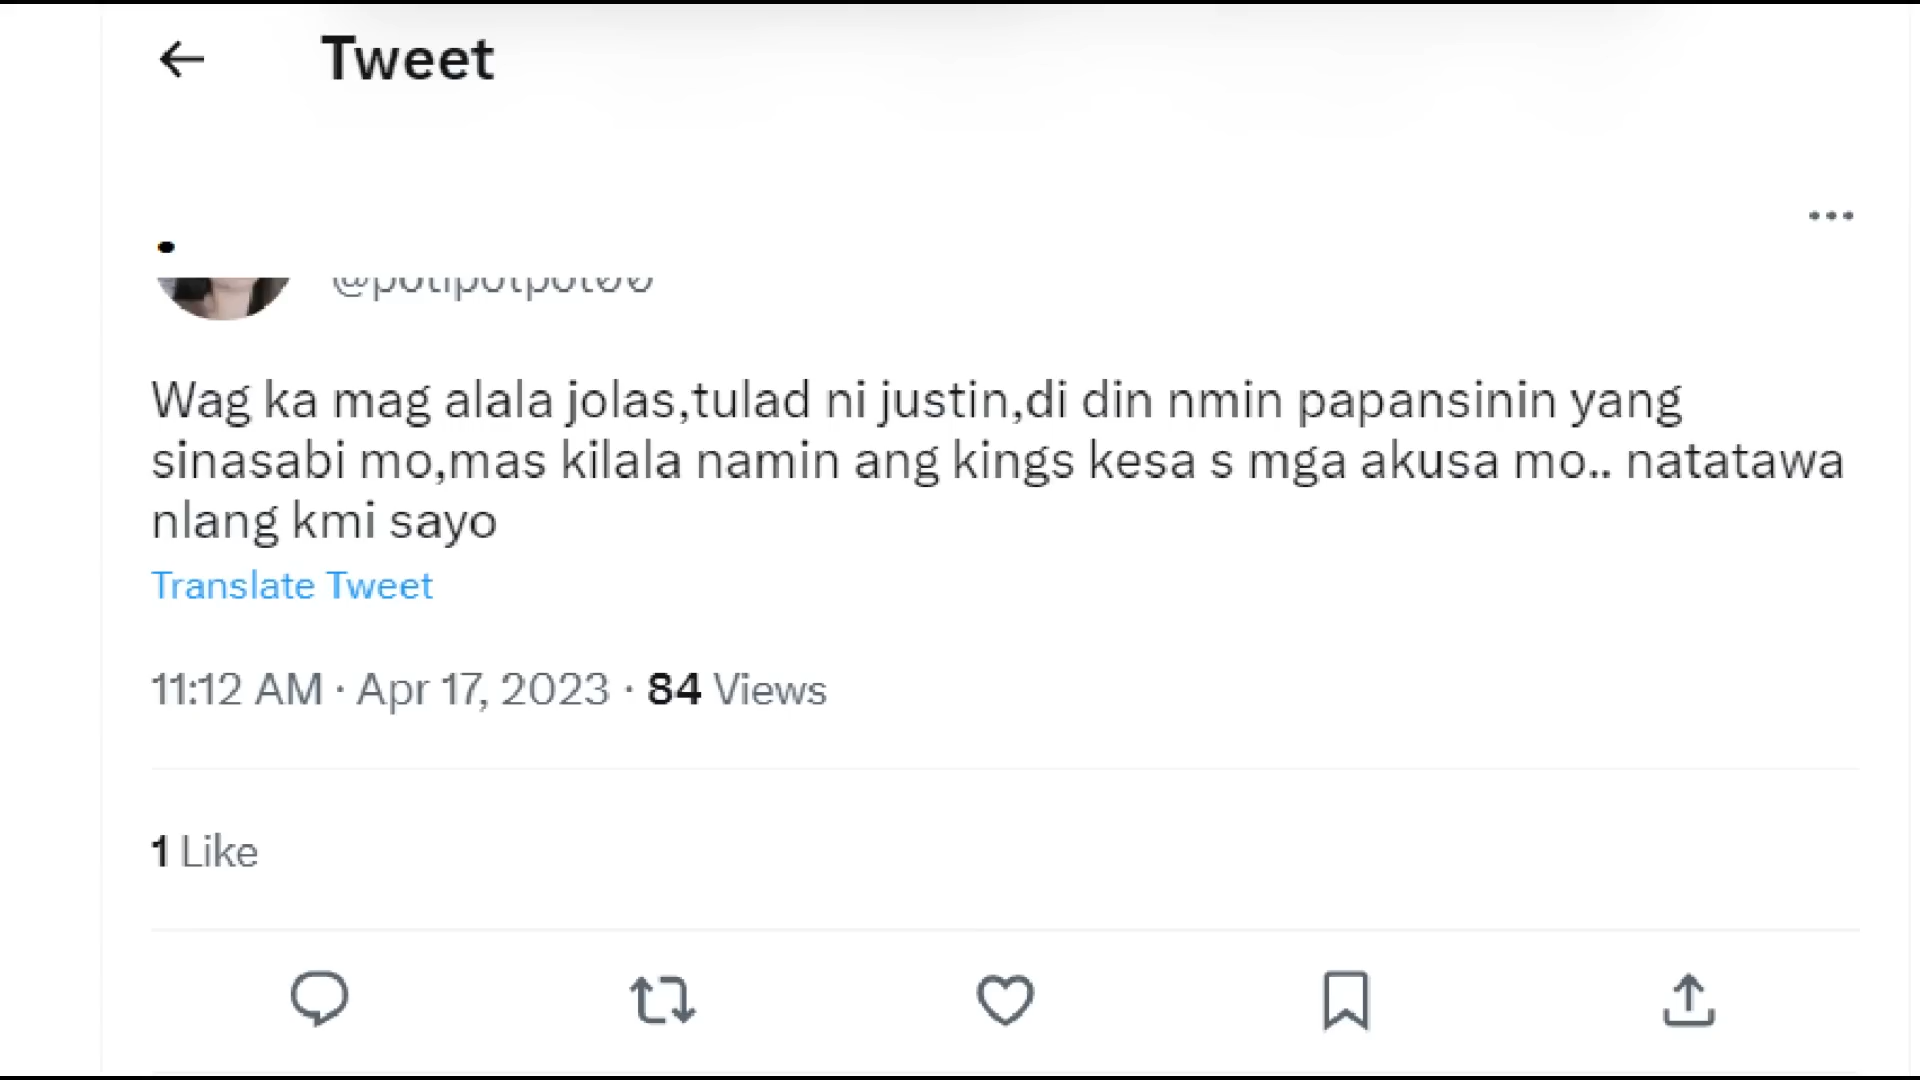 Tweet
Wag ka mag alala jolas,tulad ni justin,di din nmin papansinin yang
sinasabi mo,mas kilala namin ang kings kesa s mga akusa mo.. natatawa
nlang kmi sayo
Translate Tweet
11:12 AM · Apr 17, 2023 · 84 Views
1 Like